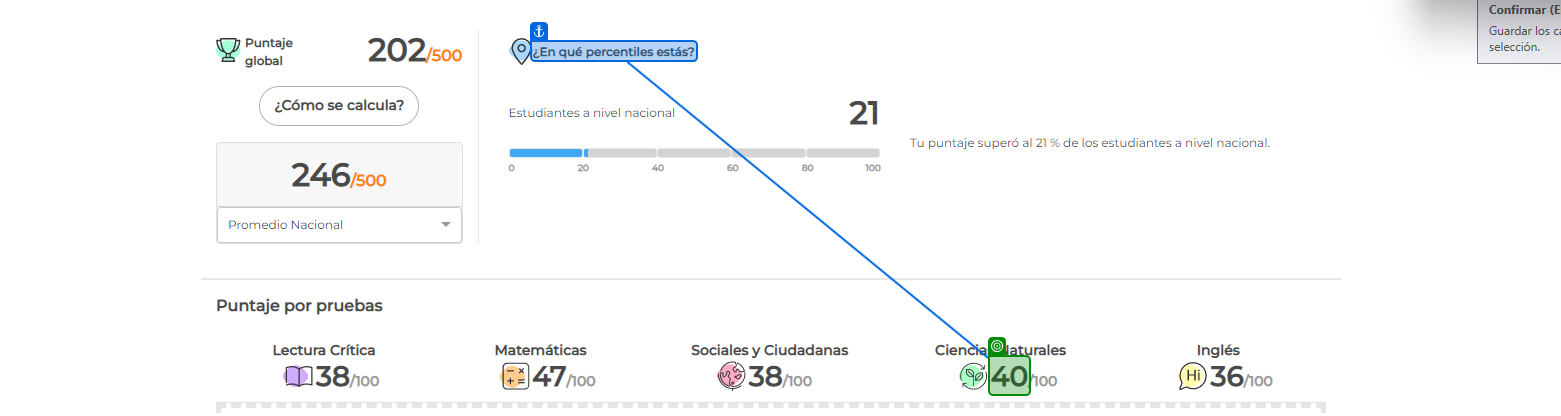 Puntaje global
202/500
¿Cómo se calcula?
246/500
Promedio Nacional
¿En qué percentiles estás?
Estudiantes a nivel nacional
21
0 20 40 60 80 100
Tu puntaje superó al 21 % de los estudiantes a nivel nacional.
Confirmar (E
Guardar los
selección.
Puntaje por pruebas
Lectura Crítica
38/100
Matemáticas
47/100
Sociales y Ciudadanas
38/100
Ciencias Naturales
40/100
Inglés
Hi
36/100